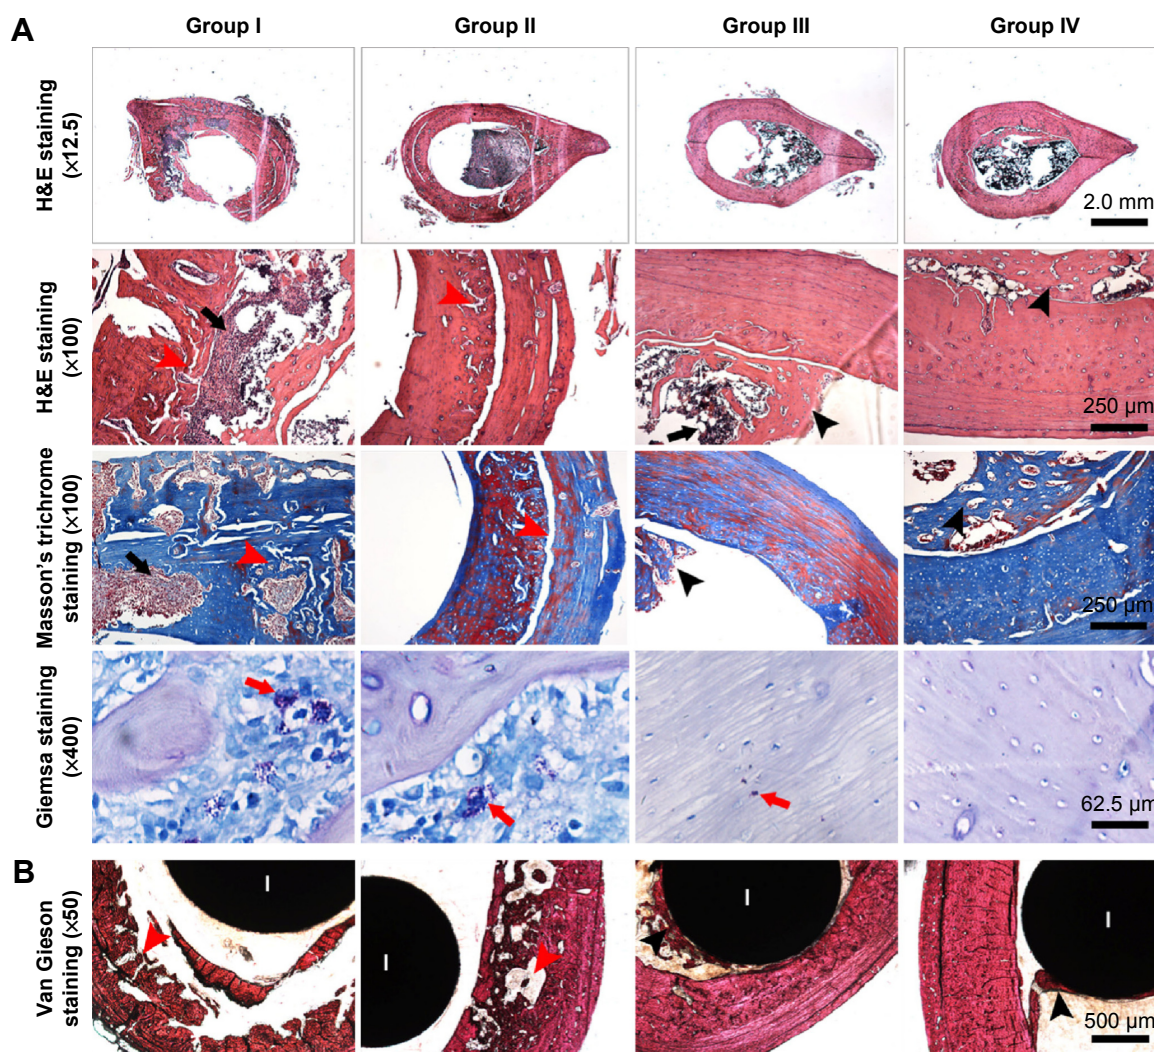 A
Group I
Group II
Group III
Group IV
H&E staining
(×12.5)
2.0 mm
H&E staining
(×100)
250 µm
Masson's trichrome
staining (×100)
250 µm
Giemsa staining
(×400)
62.5 µm
B
Van Gieson
staining (×50)
I
I
I
I
500 µm